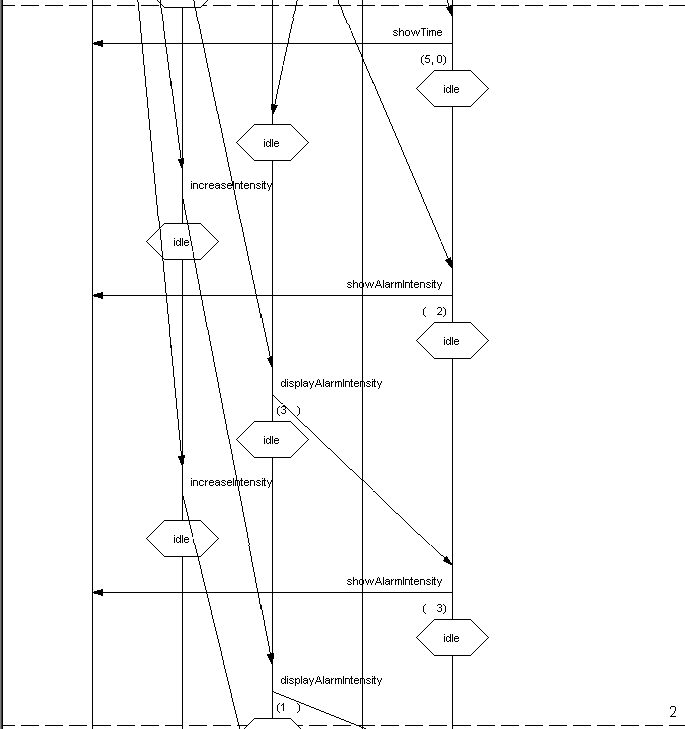 showTime
(5,0)
idle
idle
increaseIntensity
idle
showAlarmIntensity
(   2)
idle
displayAlarmIntensity
(3   )
idle
increaseIntensity
idle
showAlarmIntensity
(   3)
idle
displayAlarmIntensity
(1   )
2